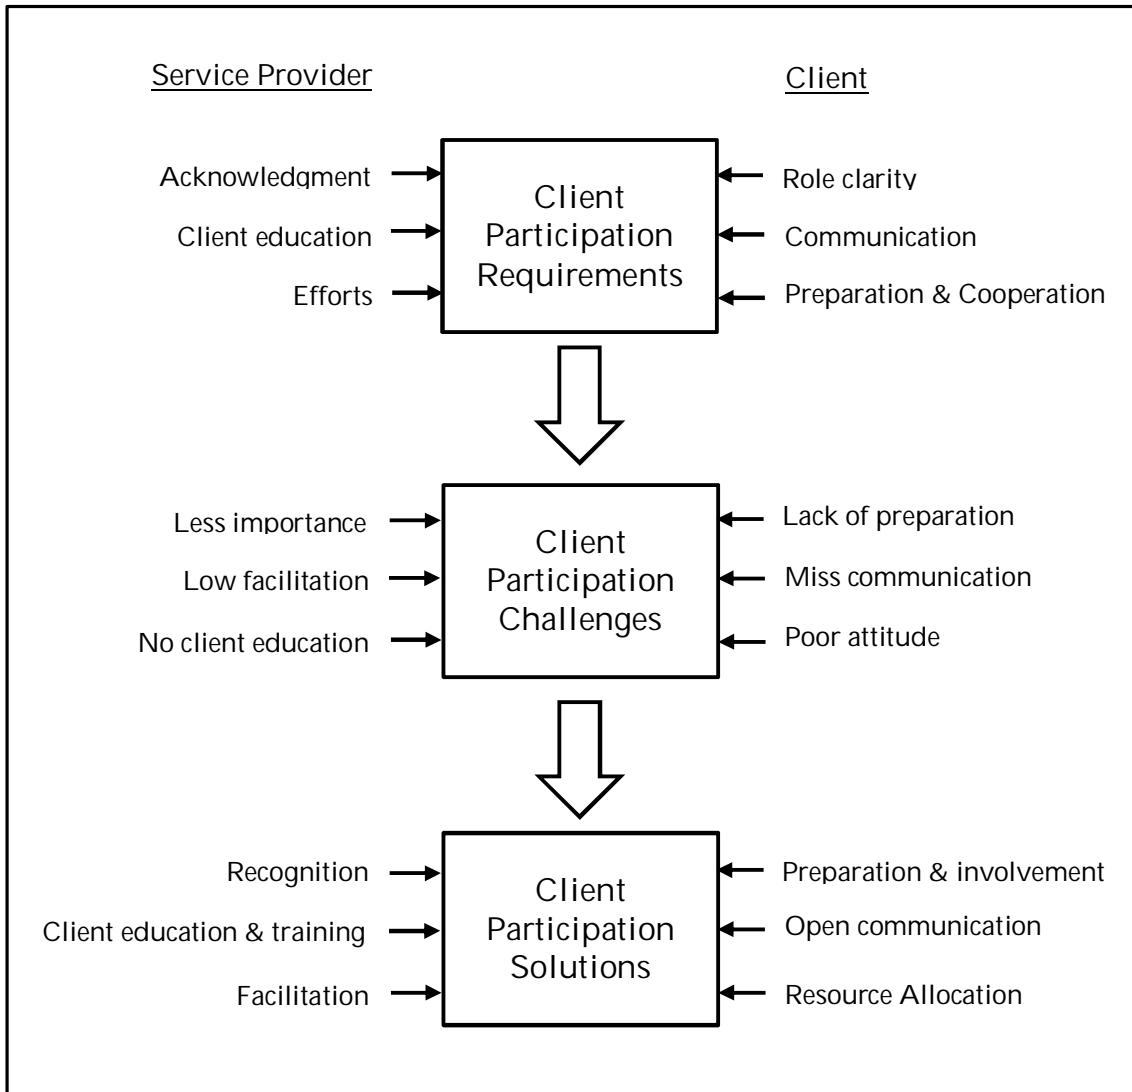 Service Provider
Client
Acknowledgment
Client education
Efforts
Client
Participation
Requirements
Role clarity
Communication
Preparation & Cooperation
Less importance
Low facilitation
No client education
Client
Participation
Challenges
Lack of preparation
Miss communication
Poor attitude
Recognition
Client education & training
Facilitation
Client
Participation
Solutions
Preparation & involvement
Open communication
Resource Allocation